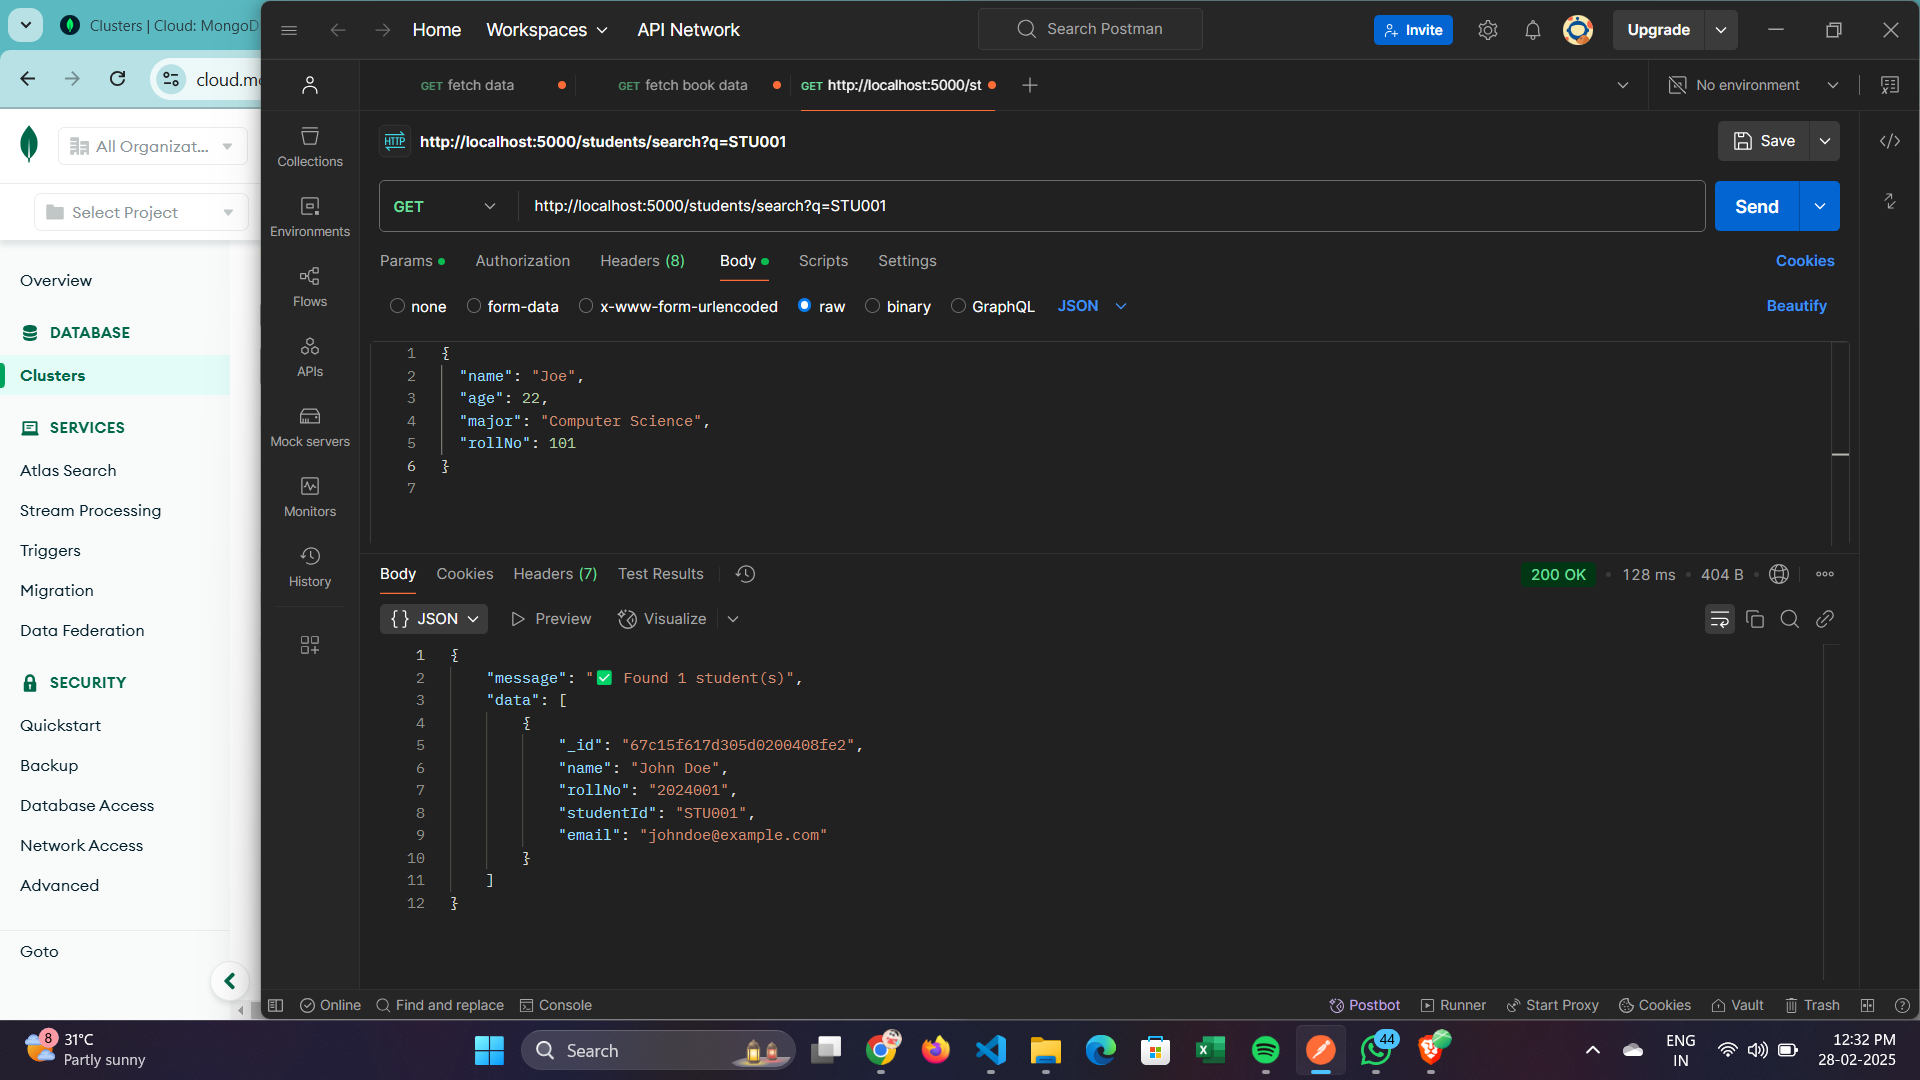 Clusters | Cloud: MongoD
cloud.m
All Organizat...
Select Project
Overview
DATABASE
Clusters
SERVICES
Atlas Search
Stream Processing
Triggers
Migration
Data Federation
SECURITY
Quickstart
Backup
Database Access
Network Access
Advanced
Goto
Home
Workspaces
API Network
Search Postman
Invite
Upgrade
GET fetch data
GET fetch book data
GET http://localhost:5000/st
No environment
Collections
Environments
Flows
APIs
Mock servers
Monitors
History
HTTP http://localhost:5000/students/search?q=STU001
Save
GET
http://localhost:5000/students/search?q=STU001
Send
Params
Authorization
Headers (8)
Body
Scripts
Settings
Cookies
none
form-data
x-www-form-urlencoded
raw
binary
GraphQL
JSON
Beautify
1 {
2 "name": "Joe",
3 "age": 22,
4 "major": "Computer Science",
5 "rollNo": 101
6 }
7
Body
Cookies
Headers (7)
Test Results
200 OK
128 ms
404 B
{} JSON
Preview
Visualize
1 {
2 "message": "✅ Found 1 student(s)",
3 "data": [
4 {
5 "_id": "67c15f617d305d0200408fe2",
6 "name": "John Doe",
7 "rollNo": "2024001",
8 "studentId": "STU001",
9 "email": "johndoe@example.com"
10 }
11 ]
12 }
Online
Find and replace
Console
Postbot
Runner
Start Proxy
Cookies
Vault
Trash
8
31°C
Partly sunny
Search
44
ENG
IN
12:32 PM
28-02-2025